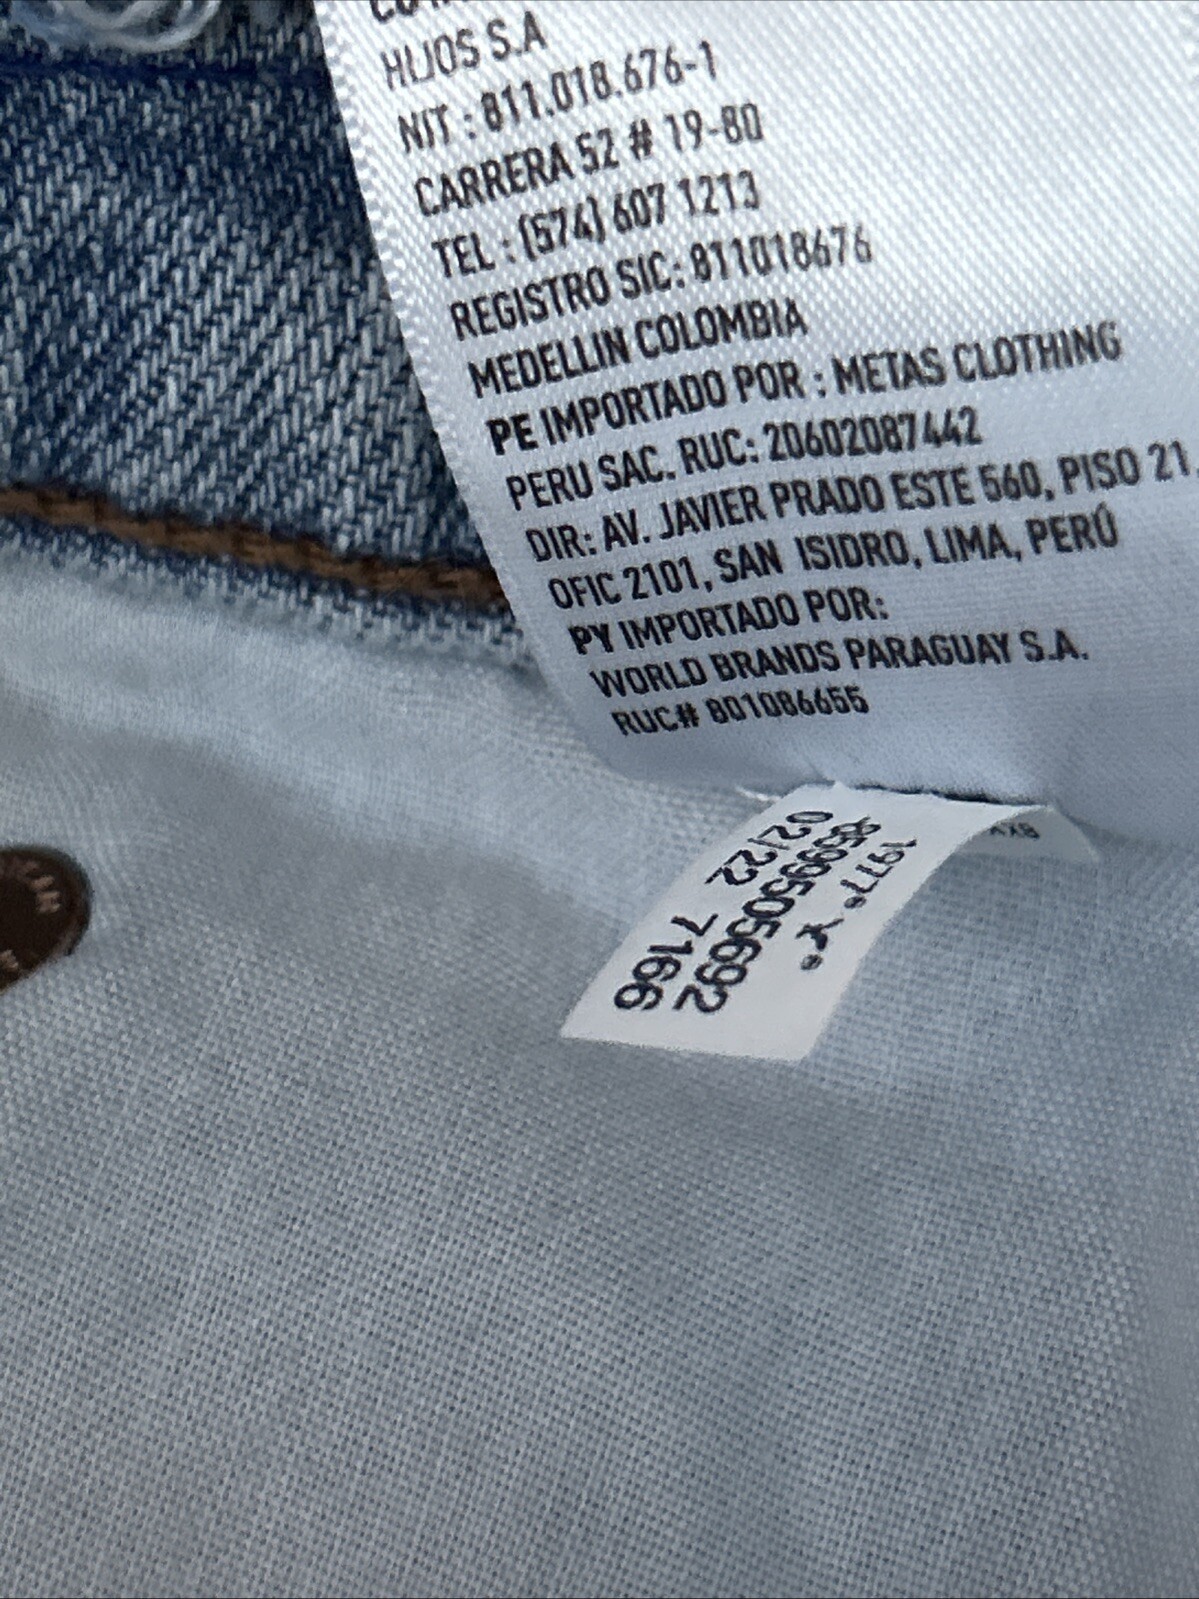 HIJOS S.A
NIT : 811.018.676-1
CARRERA 52 # 19-80
TEL : (574) 607 1213
REGISTRO SIC: 811018676
MEDELLIN COLOMBIA
PE IMPORTADO POR : METAS CLOTHING
PERU SAC. RUC: 20602087442
DIR: AV. JAVIER PRADO ESTE 560, PISO 21
OFIC 2101, SAN ISIDRO, LIMA, PERÚ
PY IMPORTADO POR:
WORLD BRANDS PARAGUAY S.A.
RUC# 801086655
02/22 7166